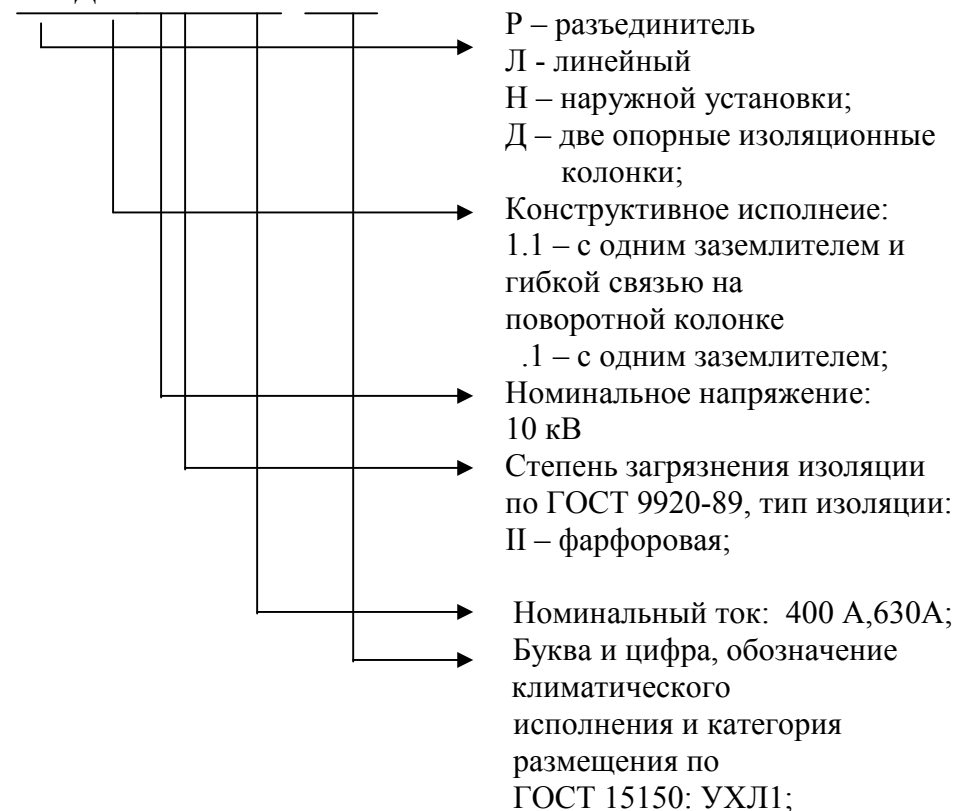 Р – разъединитель
Л - линейный
Н – наружной установки;
Д – две опорные изоляционные
колонки;
Конструктивное исполнеие:
1.1 – с одним заземлителем и
гибкой связью на
поворотной колонке
.1 – с одним заземлителем;
Номинальное напряжение:
10 кВ
Степень загрязнения изоляции
по ГОСТ 9920-89, тип изоляции:
II – фарфоровая;
Номинальный ток: 400 А,630А;
Буква и цифра, обозначение
климатического
исполнения и категория
размещения по
ГОСТ 15150: УХЛ1;